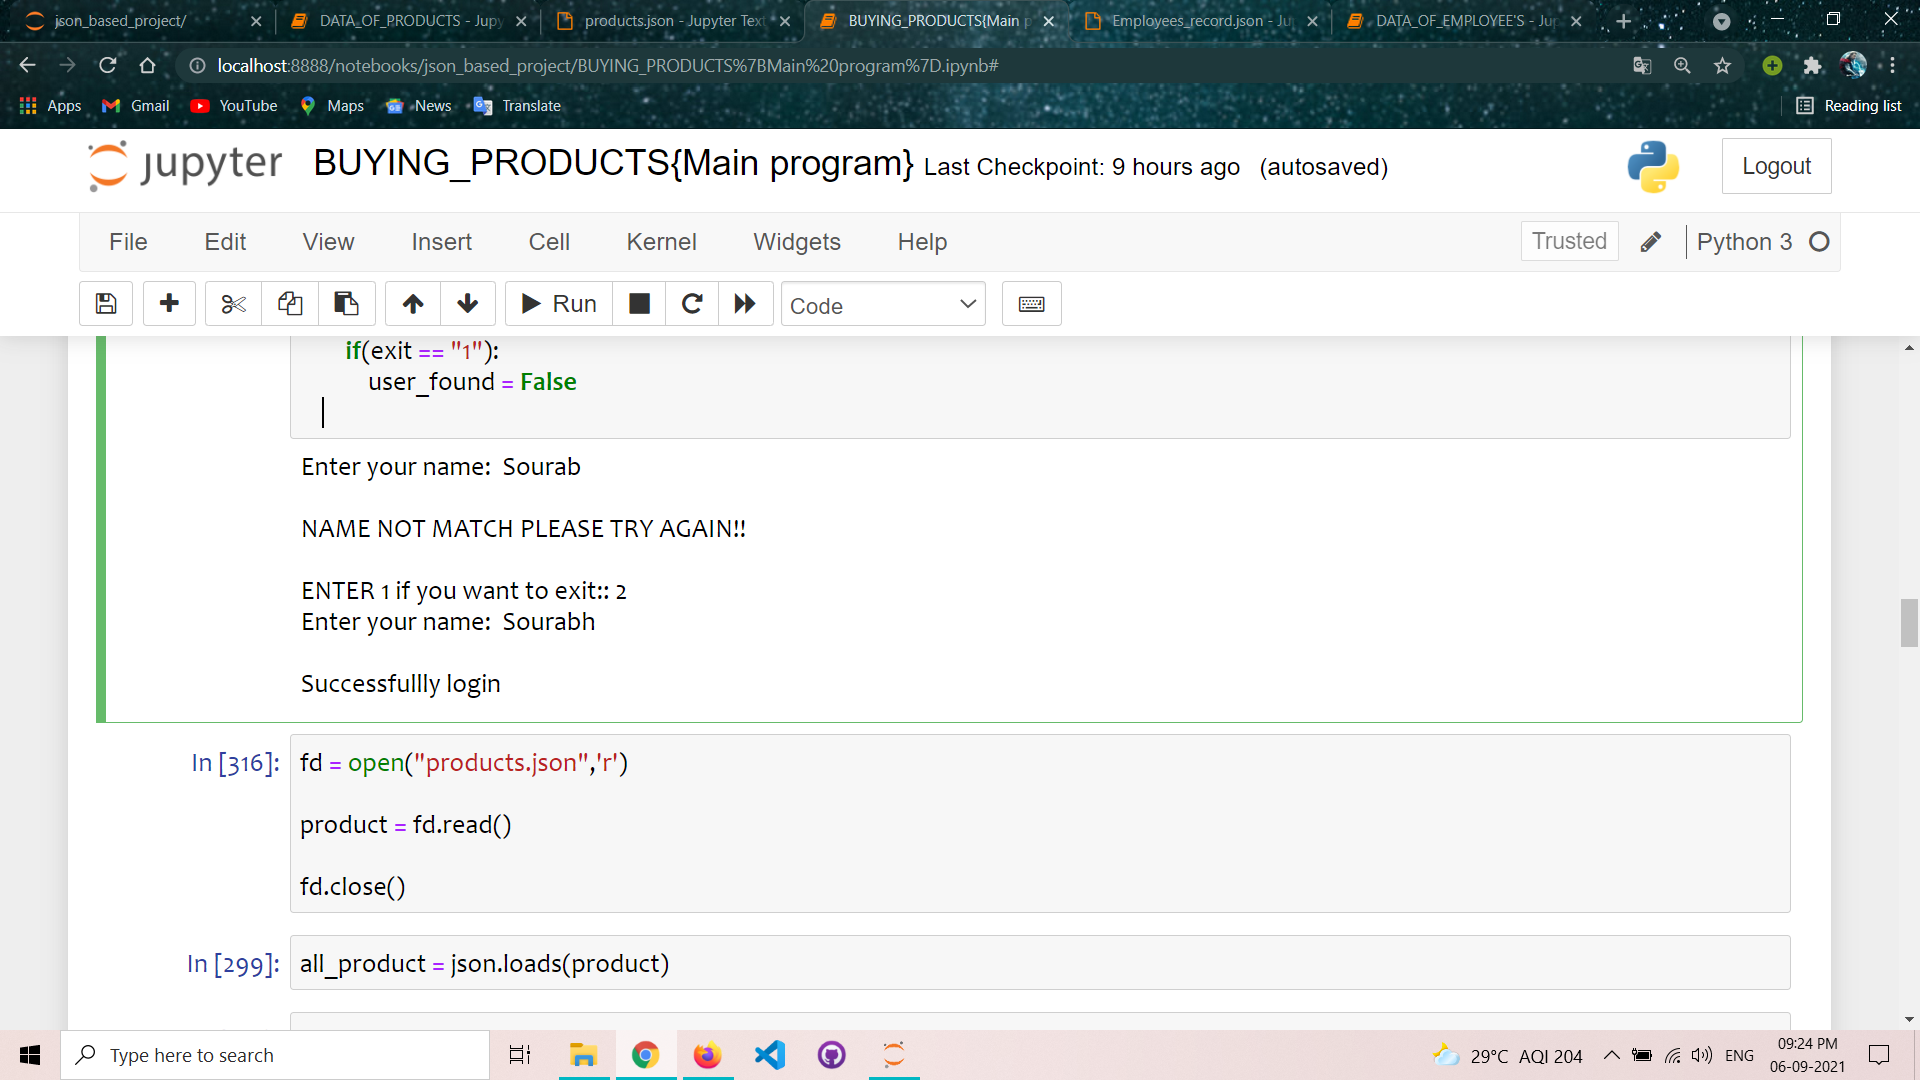 json_based_project/
DATA_OF_PRODUCTS - Jupy
products.json - Jupyter Text
BUYING_PRODUCTS{Main p
Employees_record.json - Ju
DATA_OF_EMPLOYEE'S - Jup
localhost:8888/notebooks/json_based_project/BUYING_PRODUCTS%7BMain%20program%7D.ipynb#
Apps
Gmail
YouTube
Maps
News
Translate
Reading list
jupyter
BUYING_PRODUCTS{Main program} Last Checkpoint: 9 hours ago (autosaved)
Logout
File
Edit
View
Insert
Cell
Kernel
Widgets
Help
Trusted
Python 3
Run
Code
if(exit == "1"):
user_found = False
Enter your name:  Sourab
NAME NOT MATCH PLEASE TRY AGAIN!!
ENTER 1 if you want to exit:: 2
Enter your name:  Sourabh
Successfullly login
In [316]:
fd = open("products.json",'r')
product = fd.read()
fd.close()
In [299]:
all_product = json.loads(product)
Type here to search
29°C AQI 204
ENG
09:24 PM
06-09-2021